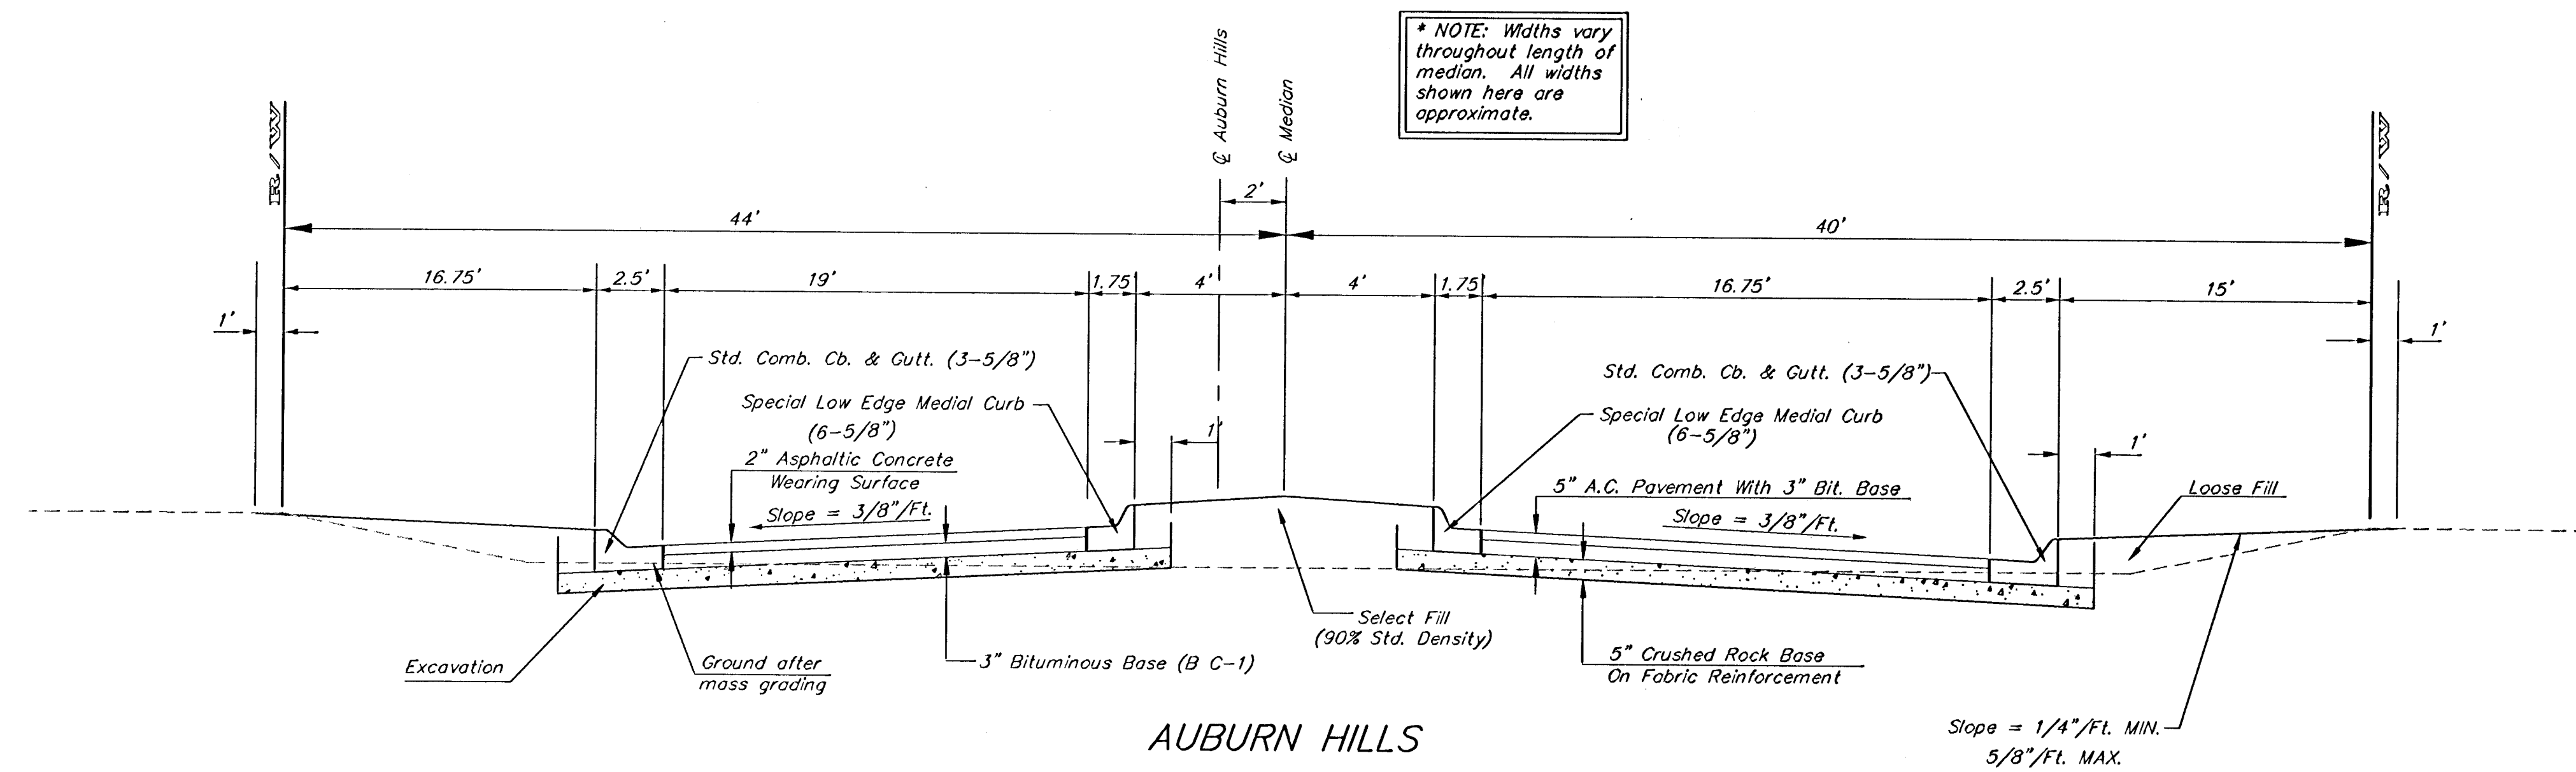 * NOTE: Widths vary
throughout length of
median. All widths
shown here are
approximate.
R/W
℄ Auburn Hills
℄ Median
R/W
2'
44'
40'
16.75'
2.5'
19'
1.75'
4'
4'
1.75'
16.75'
2.5'
15'
1'
1'
Std. Comb. Cb. & Gutt. (3-5/8")
Std. Comb. Cb. & Gutt. (3-5/8")
Special Low Edge Medial Curb
(6-5/8")
Special Low Edge Medial Curb
(6-5/8")
1'
1'
2" Asphaltic Concrete
Wearing Surface
Slope = 3/8"/Ft.
5" A.C. Pavement With 3" Bit. Base
Slope = 3/8"/Ft.
Loose Fill
Select Fill
(90% Std. Density)
Excavation
Ground after
mass grading
3" Bituminous Base (B C-1)
5" Crushed Rock Base
On Fabric Reinforcement
Slope = 1/4"/Ft. MIN.
5/8"/Ft. MAX.
AUBURN HILLS